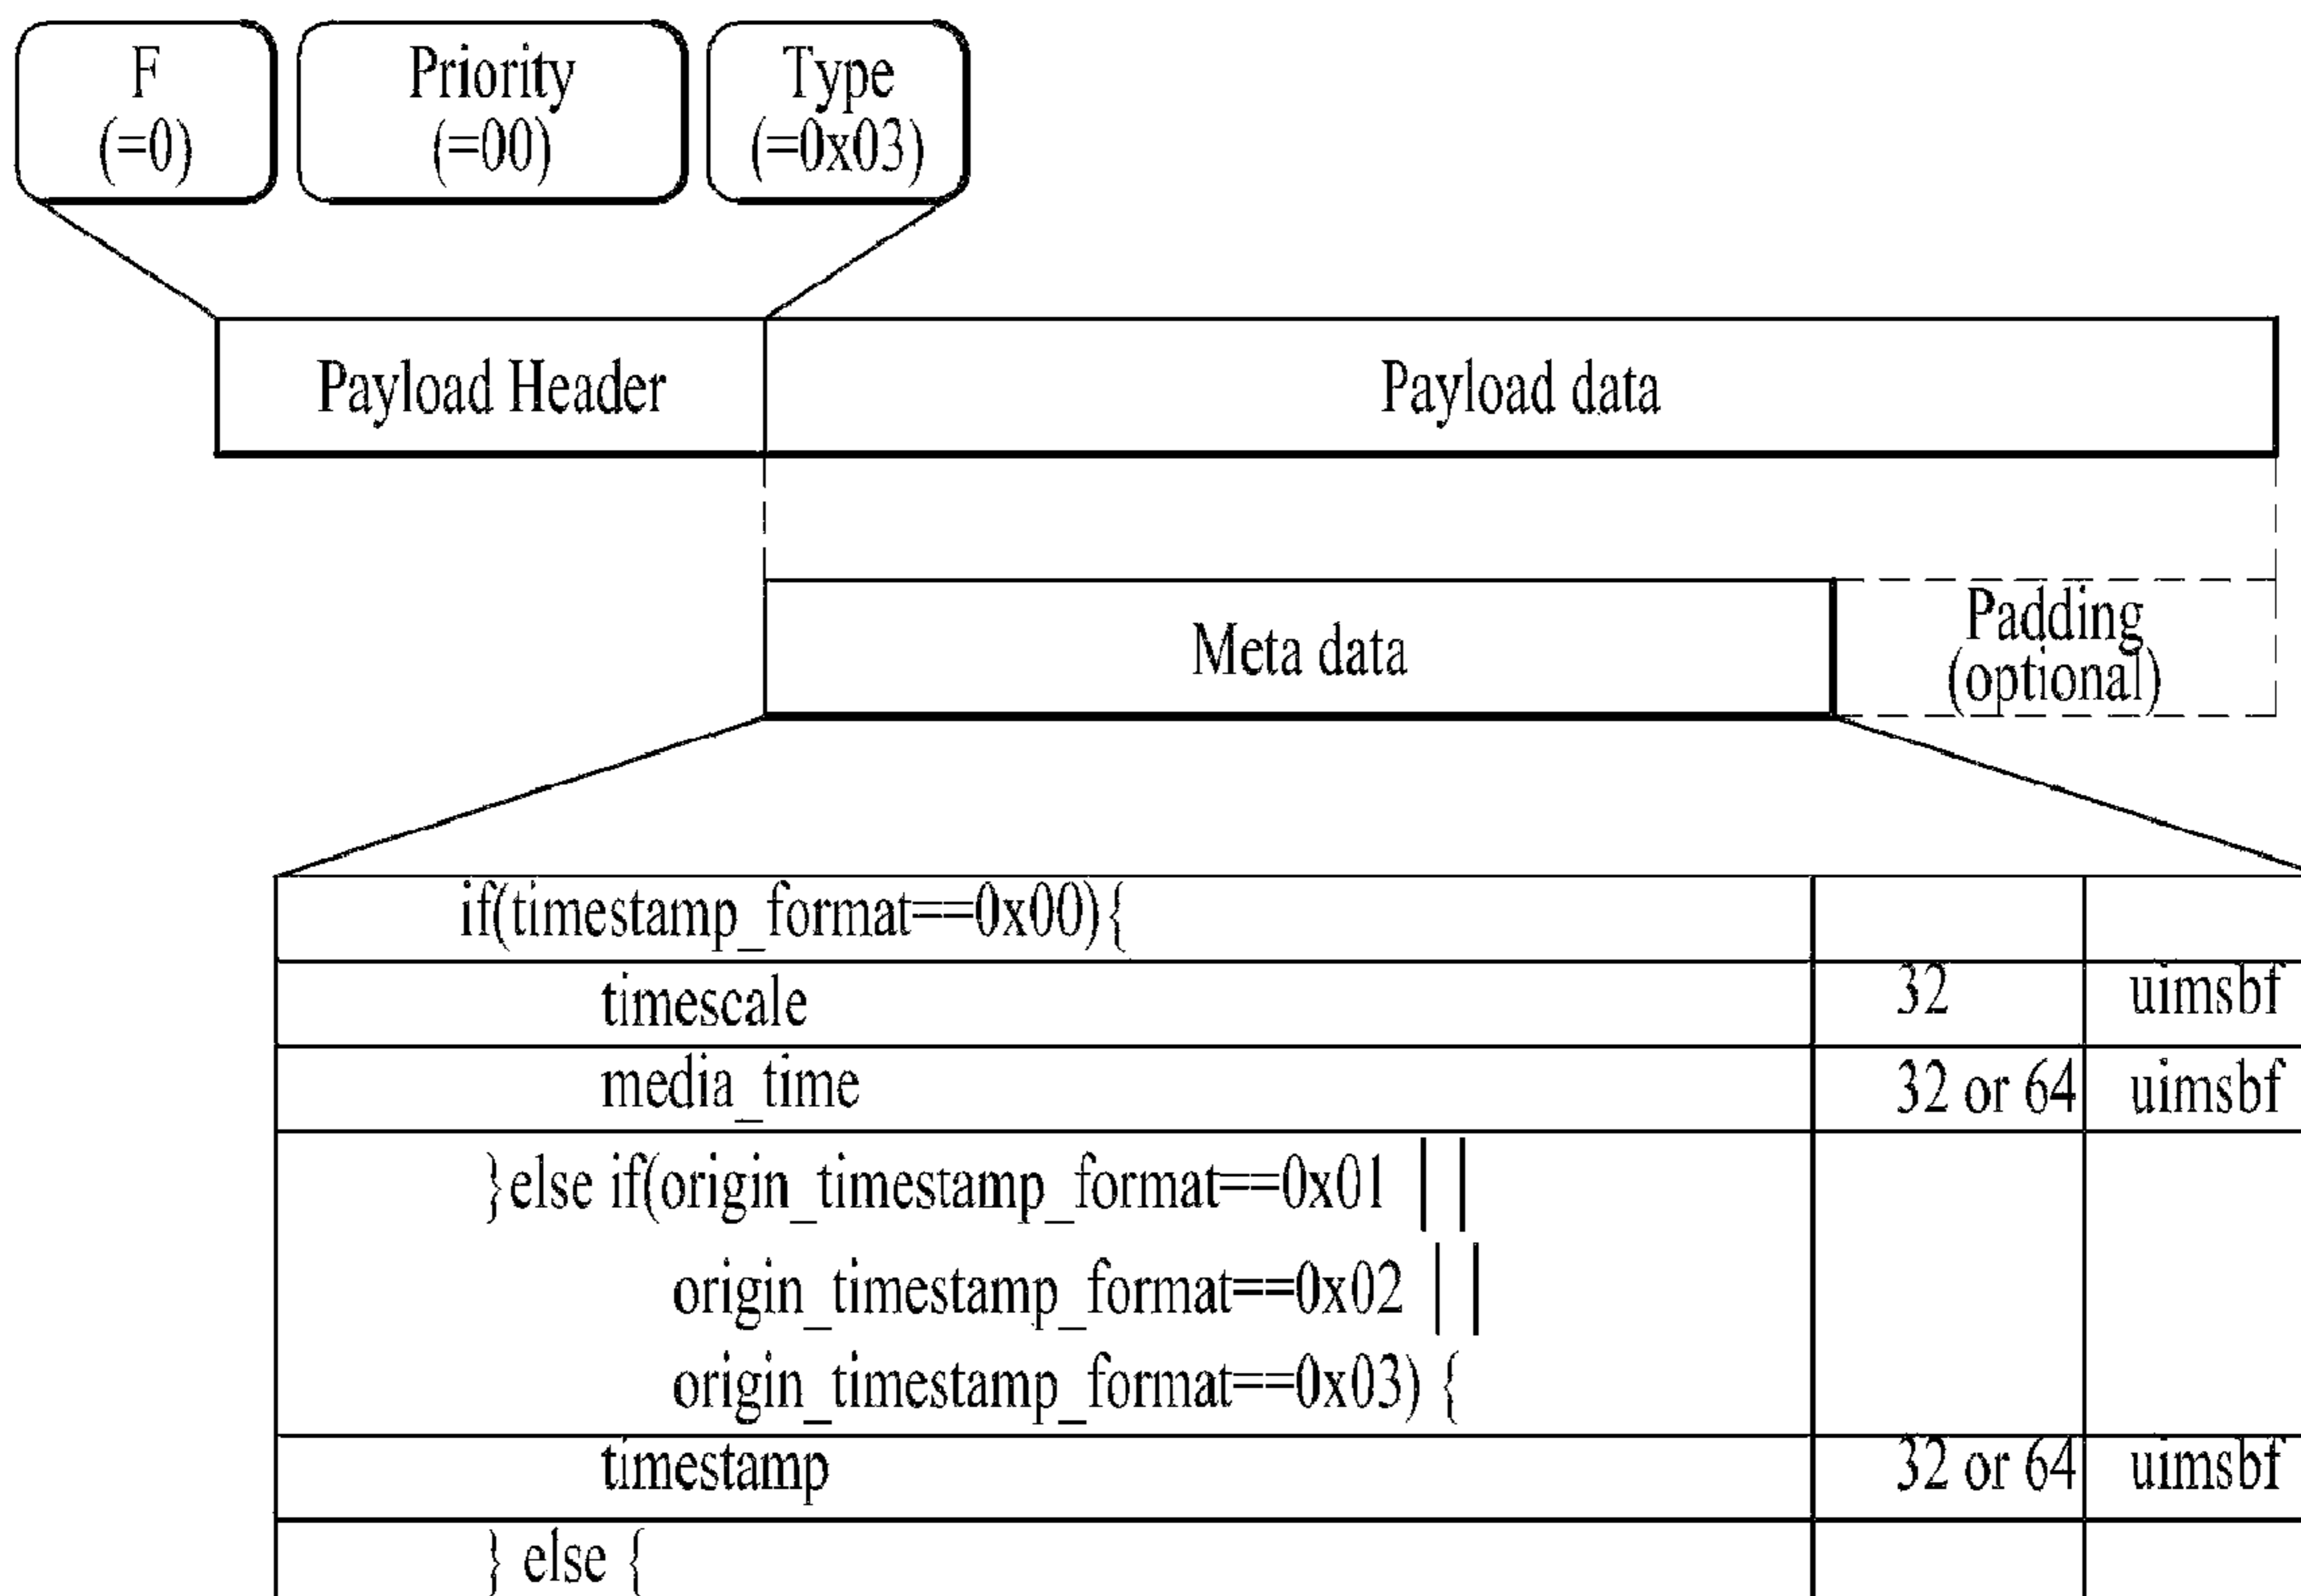 F
(=0)
Priority
(=00)
Type
(=0x03)
Payload Header
Payload data
Meta data
Padding
(optional)
if(timestamp_format==0x00){
timescale 32 uimsbf
media_time 32 or 64 uimsbf
}else if(origin_timestamp_format==0x01 ||
origin_timestamp_format==0x02 ||
origin_timestamp_format==0x03) {
timestamp 32 or 64 uimsbf
} else {